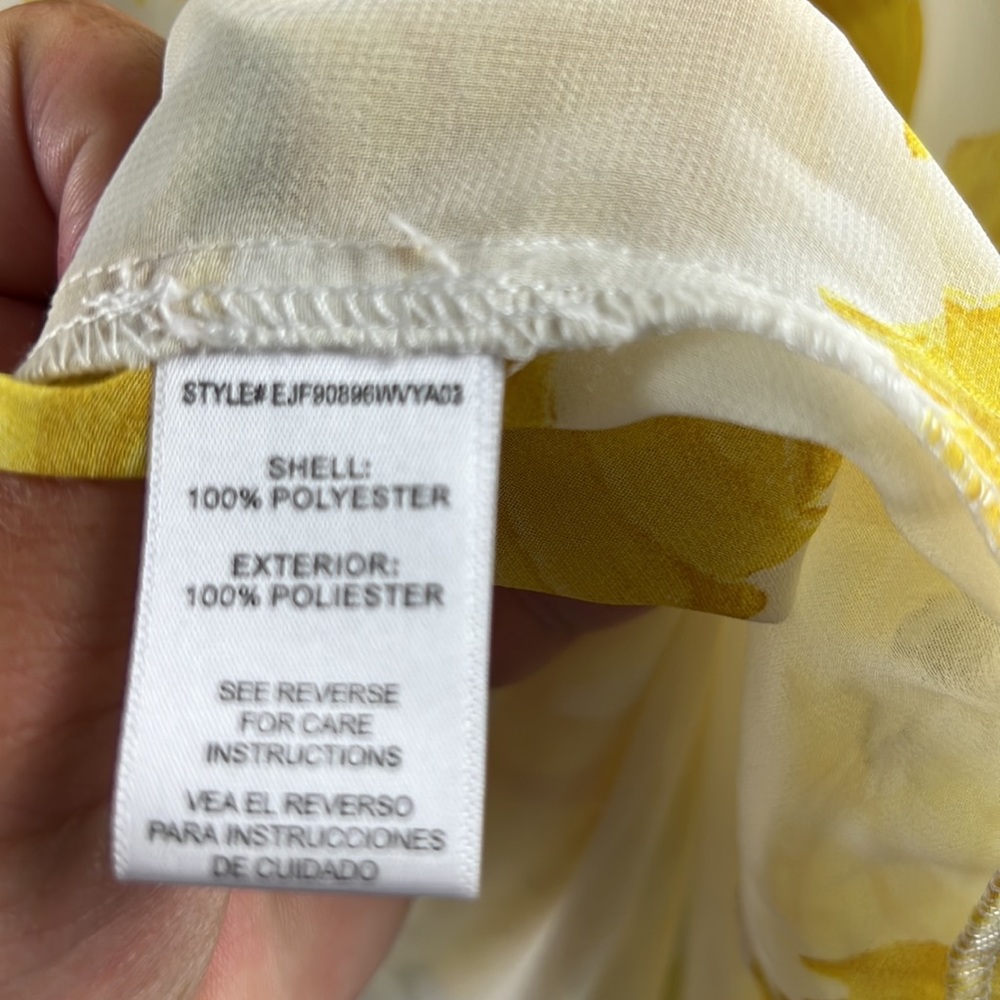 STYLE# EJF90896WVYA03
SHELL:
100% POLYESTER
EXTERIOR:
100% POLIESTER
SEE REVERSE
FOR CARE
INSTRUCTIONS
VEA EL REVERSO
PARA INSTRUCCIONES
DE CUIDADO